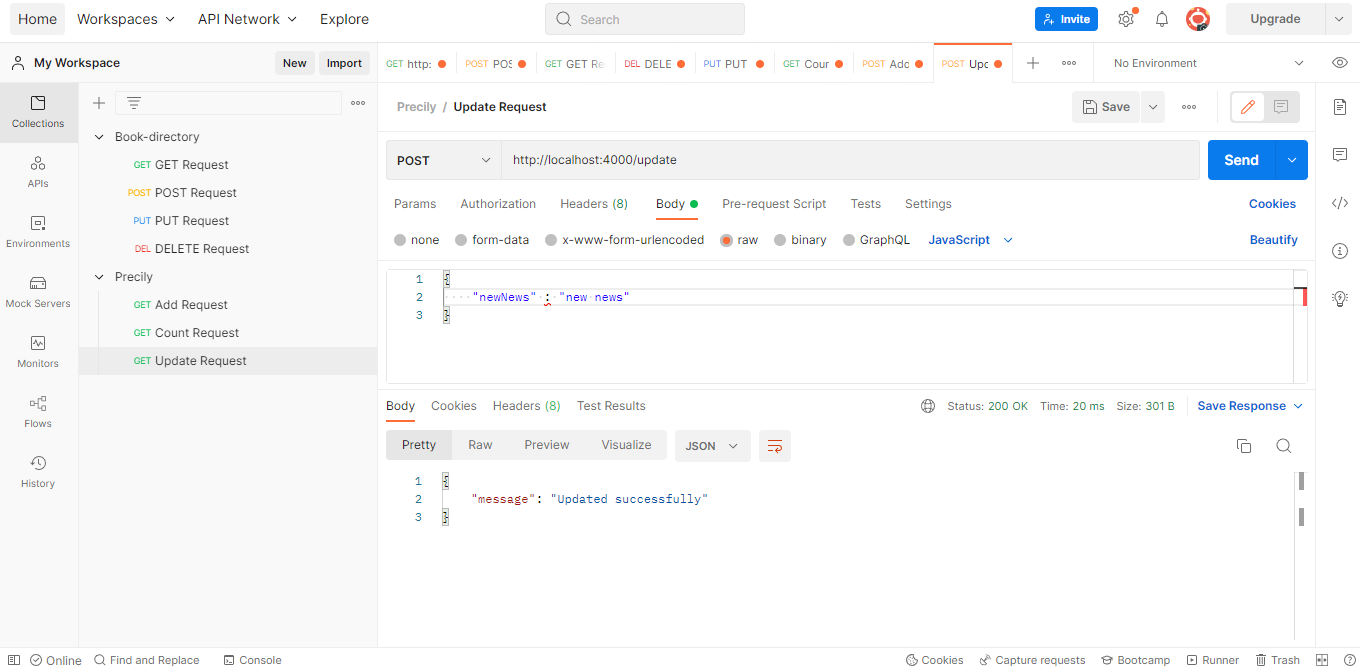 Home Workspaces API Network Explore Search Invite Upgrade
My Workspace New Import GET http: POST POS GET GET Re DEL DELE PUT PUT GET Cour POST Add POST Upd No Environment
Precily / Update Request Save
Collections
APIs
Environments
Mock Servers
Monitors
Flows
History
Book-directory
GET GET Request
POST POST Request
PUT PUT Request
DEL DELETE Request
Precily
GET Add Request
GET Count Request
GET Update Request
POST http://localhost:4000/update Send
Params Authorization Headers (8) Body Pre-request Script Tests Settings Cookies
none form-data x-www-form-urlencoded raw binary GraphQL JavaScript Beautify
1 {
2 "newNews" : "new news"
3 }
Body Cookies Headers (8) Test Results Status: 200 OK Time: 20 ms Size: 301 B Save Response
Pretty Raw Preview Visualize JSON
1 {
2 "message": "Updated successfully"
3 }
Online Find and Replace Console Cookies Capture requests Bootcamp Runner Trash